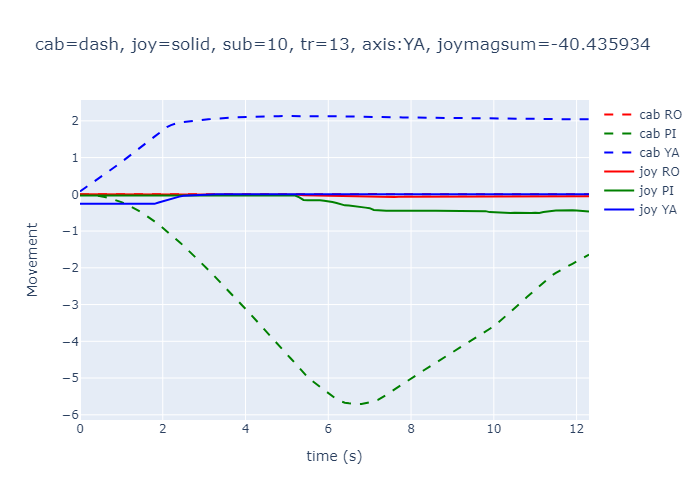 cab=dash, joy=solid, sub=10, tr=13, axis:YA, joymagsum=-40.435934
cab RO
cab PI
cab YA
joy RO
joy PI
joy YA
Movement
2
1
0
−1
−2
−3
−4
−5
−6
0 2 4 6 8 10 12
time (s)